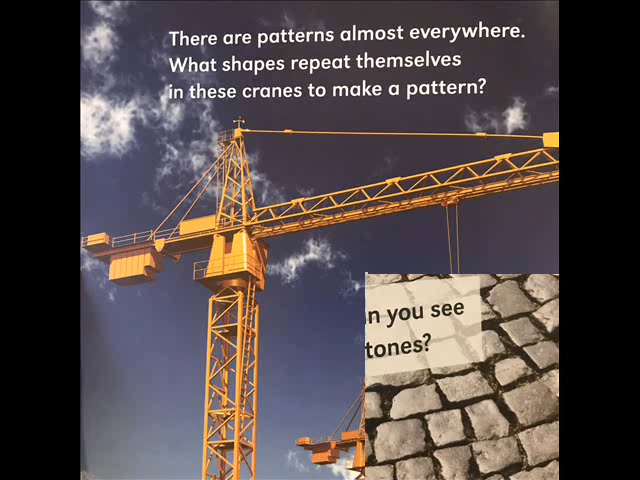 There are patterns almost everywhere.
What shapes repeat themselves
in these cranes to make a pattern?
you see
tones?